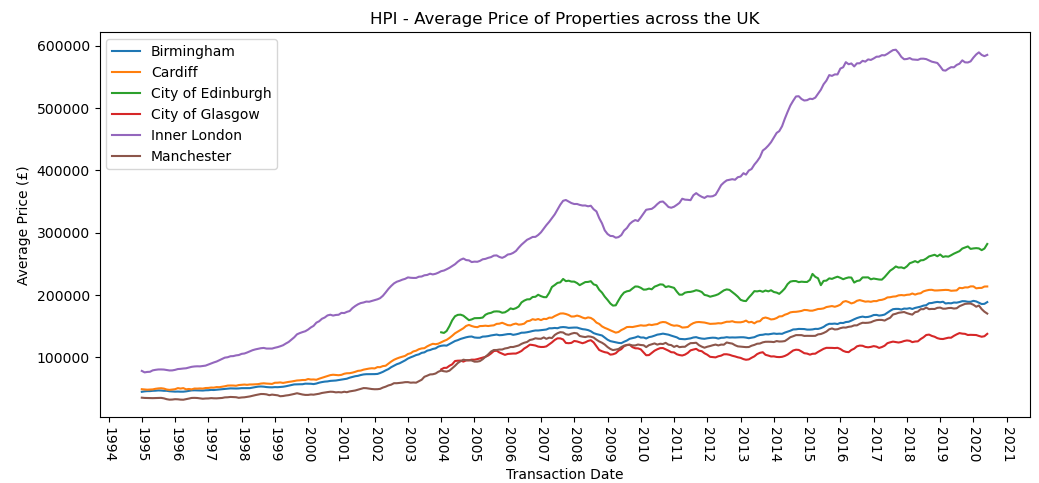 HPI - Average Price of Properties across the UK
Birmingham
Cardiff
City of Edinburgh
City of Glasgow
Inner London
Manchester
Average Price (£)
600000
500000
400000
300000
200000
100000
1994 1995 1996 1997 1998 1999 2000 2001 2002 2003 2004 2005 2006 2007 2008 2009 2010 2011 2012 2013 2014 2015 2016 2017 2018 2019 2020 2021
Transaction Date